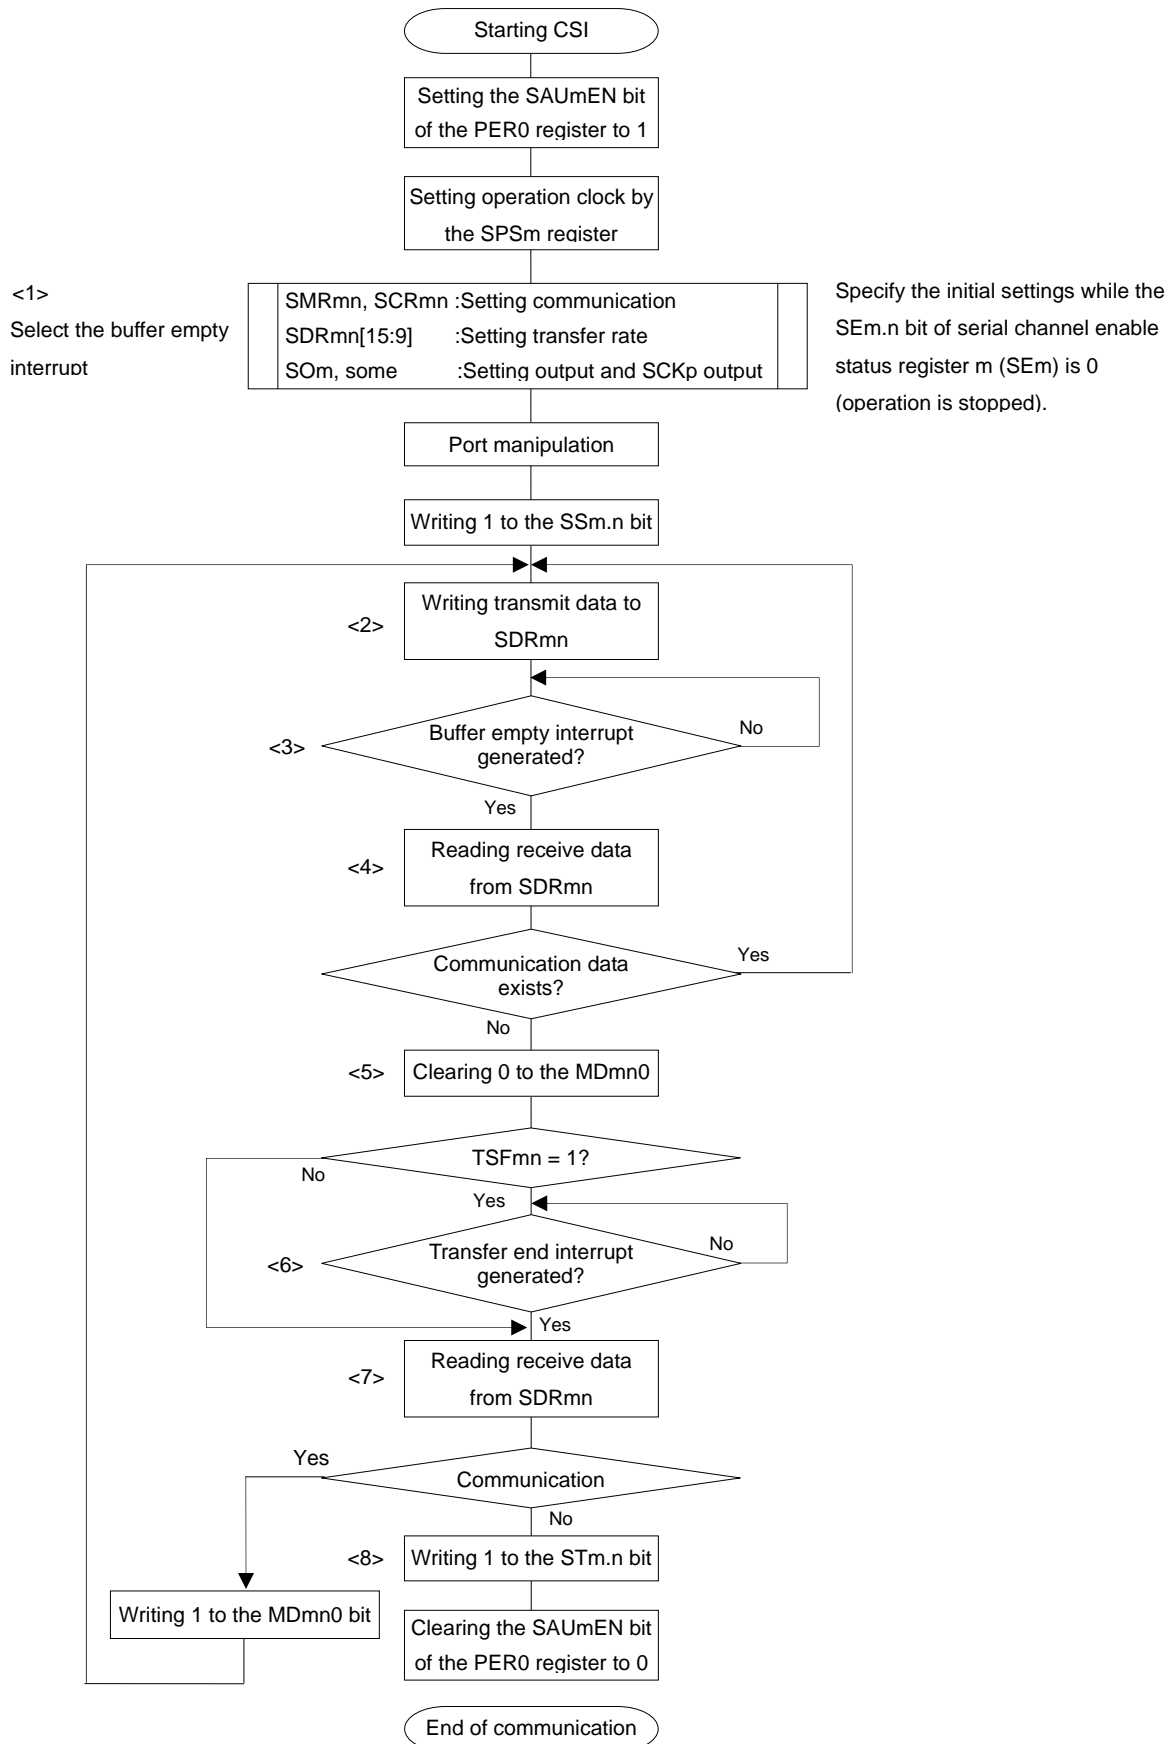 Starting CSI
Setting the SAUmEN bit
of the PER0 register to 1
Setting operation clock by
the SPSm register
<1>
Select the buffer empty
interrupt
SMRmn, SCRmn :Setting communication
SDRmn[15:9] :Setting transfer rate
SOm, some :Setting output and SCKp output
Specify the initial settings while the
SEm.n bit of serial channel enable
status register m (SEm) is 0
(operation is stopped).
Port manipulation
Writing 1 to the SSm.n bit
<2>
Writing transmit data to
SDRmn
<3>
Buffer empty interrupt
generated?
No
Yes
<4>
Reading receive data
from SDRmn
Communication data
exists?
Yes
No
<5>
Clearing 0 to the MDmn0
TSFmn = 1?
No
Yes
<6>
Transfer end interrupt
generated?
No
Yes
<7>
Reading receive data
from SDRmn
Yes
Communication
No
<8>
Writing 1 to the STm.n bit
Writing 1 to the MDmn0 bit
Clearing the SAUmEN bit
of the PER0 register to 0
End of communication